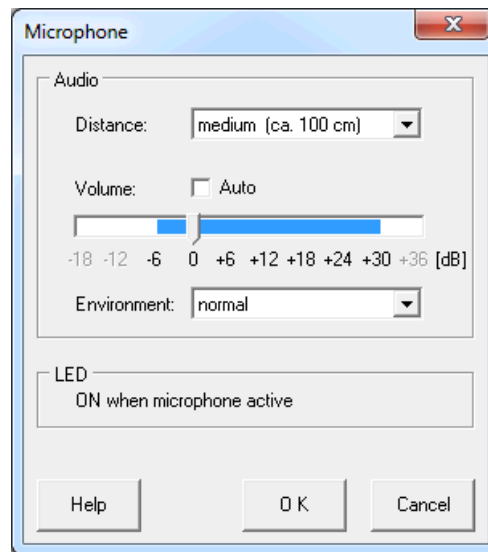 Microphone
Audio
Distance: medium (ca. 100 cm)
Volume: Auto
-18 -12 -6 0 +6 +12 +18 +24 +30 +36 [dB]
Environment: normal
LED
ON when microphone active
Help O K Cancel